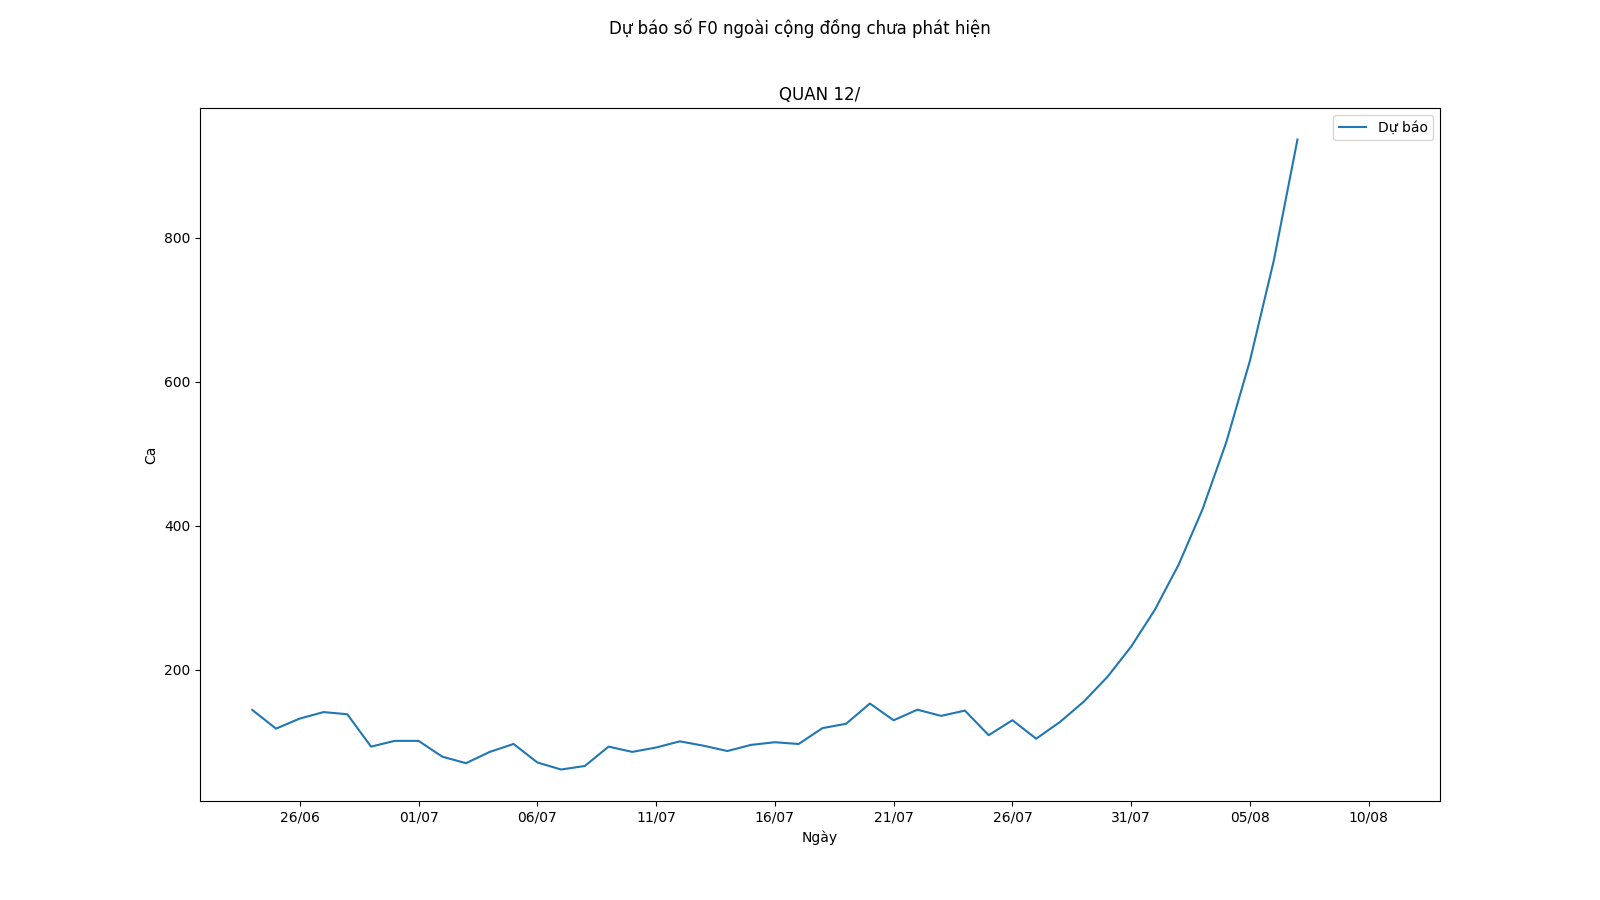 Dự báo số F0 ngoài cộng đồng chưa phát hiện
QUAN 12/
Dự báo
800
600
400
200
Ca
26/06 01/07 06/07 11/07 16/07 21/07 26/07 31/07 05/08 10/08
Ngày